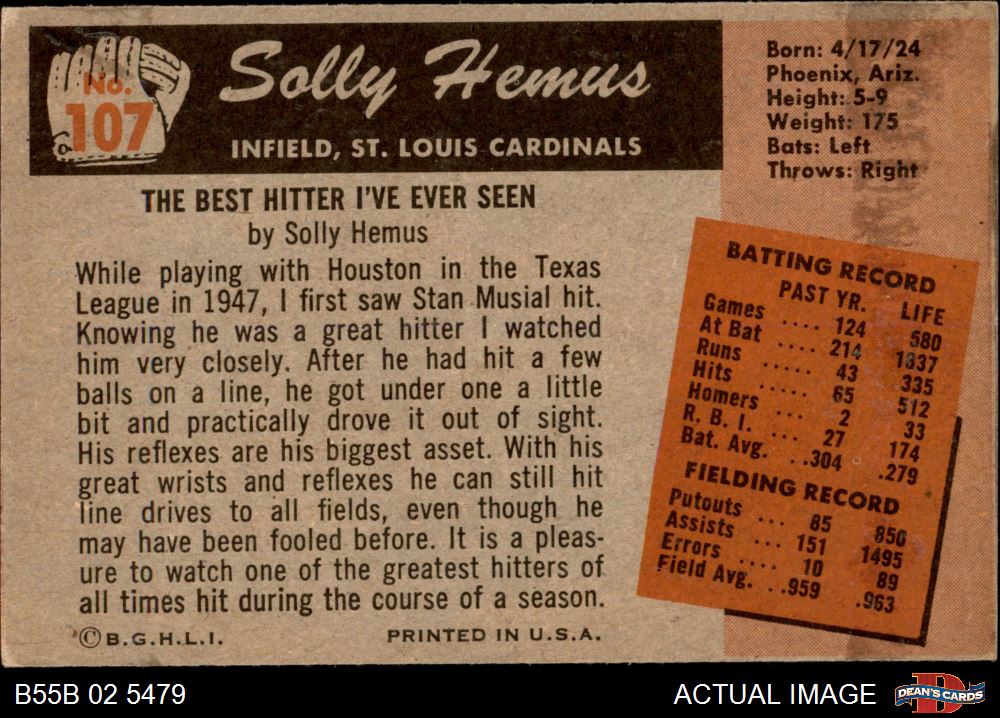 No.
107
Solly Hemus
INFIELD, ST. LOUIS CARDINALS
Born: 4/17/24
Phoenix, Ariz.
Height: 5-9
Weight: 175
Bats: Left
Throws: Right
THE BEST HITTER I'VE EVER SEEN
by Solly Hemus
While playing with Houston in the Texas
League in 1947, I first saw Stan Musial hit.
Knowing he was a great hitter I watched
him very closely. After he had hit a few
balls on a line, he got under one a little
bit and practically drove it out of sight.
His reflexes are his biggest asset. With his
great wrists and reflexes he can still hit
line drives to all fields, even though he
may have been fooled before. It is a pleas-
ure to watch one of the greatest hitters of
all times hit during the course of a season.
©B.G.H.L.I. PRINTED IN U.S.A.
BATTING RECORD
PAST YR. LIFE
Games .... 124 580
At Bat .... 214 1837
Runs ..... 43 335
Hits ..... 65 512
Homers ... 2 33
R. B. I. ... 27 174
Bat. Avg. ..304 .279
FIELDING RECORD
Putouts ... 85 850
Assists ... 151 1495
Errors .... 10 89
Field Avg. ..959 .963
B55B 02 5479
ACTUAL IMAGE
D
DEAN'S CARDS